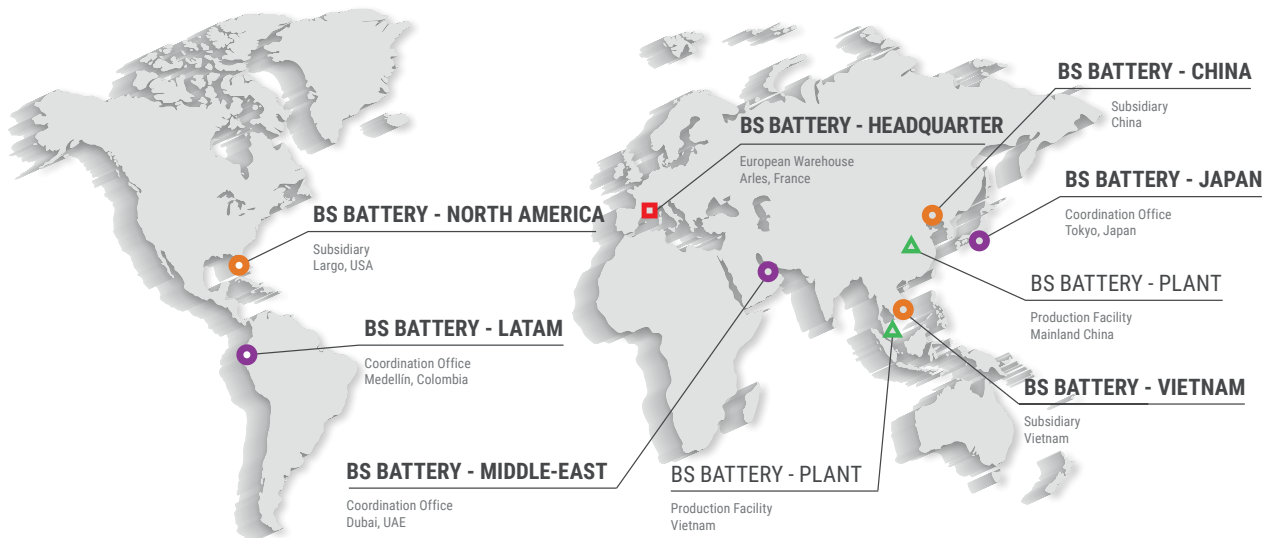 BS BATTERY - CHINA
Subsidiary
China
BS BATTERY - HEADQUARTER
European Warehouse
Arles, France
BS BATTERY - JAPAN
Coordination Office
Tokyo, Japan
BS BATTERY - NORTH AMERICA
Subsidiary
Largo, USA
BS BATTERY - PLANT
Production Facility
Mainland China
BS BATTERY - LATAM
Coordination Office
Medellín, Colombia
BS BATTERY - VIETNAM
Subsidiary
Vietnam
BS BATTERY - MIDDLE-EAST
Coordination Office
Dubai, UAE
BS BATTERY - PLANT
Production Facility
Vietnam